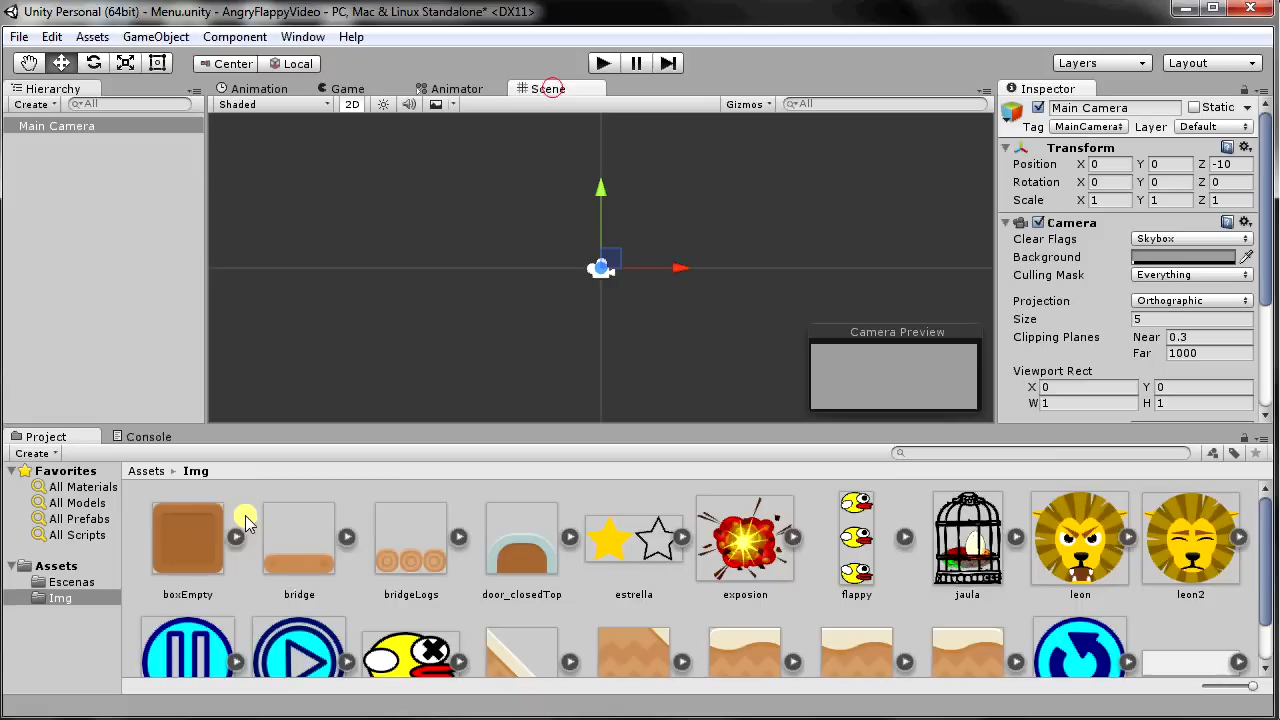 Unity Personal (64bit) - Menu.unity - AngryFlappyVideo - PC, Mac & Linux Standalone* <DX11>
File Edit Assets GameObject Component Window Help
Center Local Layers Layout
Hierarchy Animation Game Animator Scene Inspector
Create All Shaded 2D Gizmos All Main Camera Static
Main Camera Tag MainCamera Layer Default
Transform
Position X 0 Y 0 Z -10
Rotation X 0 Y 0 Z 0
Scale X 1 Y 1 Z 1
Camera
Clear Flags Skybox
Background
Culling Mask Everything
Projection Orthographic
Size 5
Camera Preview
Clipping Planes Near 0.3
Far 1000
Viewport Rect
X 0 Y 0
W 1 H 1
Project Console
Create
Favorites Assets Img
All Materials
All Models
All Prefabs
All Scripts
Assets
Escenas
Img
boxEmpty bridge bridgeLogs door_closedTop estrella exposion flappy jaula leon leon2